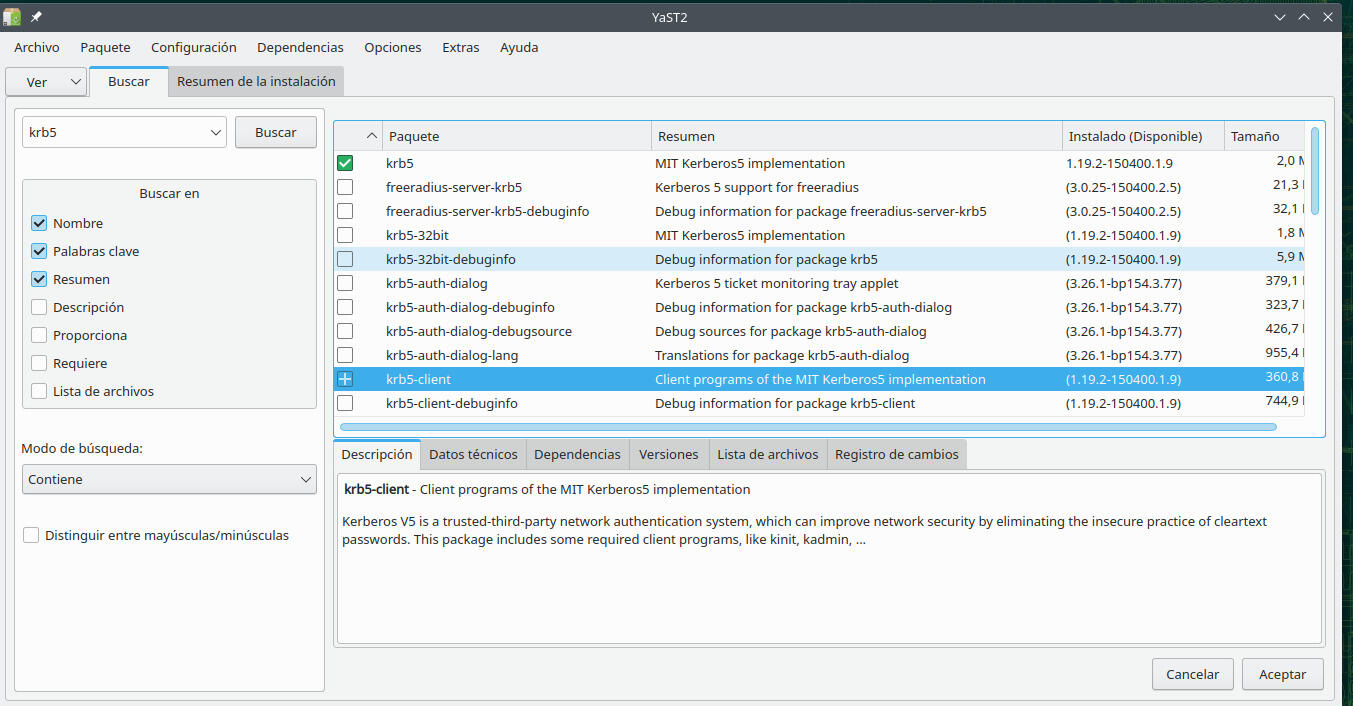 YaST2
Archivo Paquete Configuración Dependencias Opciones Extras Ayuda
Ver Buscar Resumen de la instalación
krb5 Buscar
Buscar en
Nombre
Palabras clave
Resumen
Descripción
Proporciona
Requiere
Lista de archivos
Modo de búsqueda:
Contiene
Distinguir entre mayúsculas/minúsculas
Paquete Resumen Instalado (Disponible) Tamaño
krb5 MIT Kerberos5 implementation 1.19.2-150400.1.9 2,0 M
freeradius-server-krb5 Kerberos 5 support for freeradius (3.0.25-150400.2.5) 21,3
freeradius-server-krb5-debuginfo Debug information for package freeradius-server-krb5 (3.0.25-150400.2.5) 32,1
krb5-32bit MIT Kerberos5 implementation (1.19.2-150400.1.9) 1,8 M
krb5-32bit-debuginfo Debug information for package krb5 (1.19.2-150400.1.9) 5,9 M
krb5-auth-dialog Kerberos 5 ticket monitoring tray applet (3.26.1-bp154.3.77) 379,1
krb5-auth-dialog-debuginfo Debug information for package krb5-auth-dialog (3.26.1-bp154.3.77) 323,7
krb5-auth-dialog-debugsource Debug sources for package krb5-auth-dialog (3.26.1-bp154.3.77) 426,7
krb5-auth-dialog-lang Translations for package krb5-auth-dialog (3.26.1-bp154.3.77) 955,4
krb5-client Client programs of the MIT Kerberos5 implementation (1.19.2-150400.1.9) 360,8
krb5-client-debuginfo Debug information for package krb5-client (1.19.2-150400.1.9) 744,9
Descripción Datos técnicos Dependencias Versiones Lista de archivos Registro de cambios
krb5-client - Client programs of the MIT Kerberos5 implementation
Kerberos V5 is a trusted-third-party network authentication system, which can improve network security by eliminating the insecure practice of cleartext
passwords. This package includes some required client programs, like kinit, kadmin, ...
Cancelar Aceptar